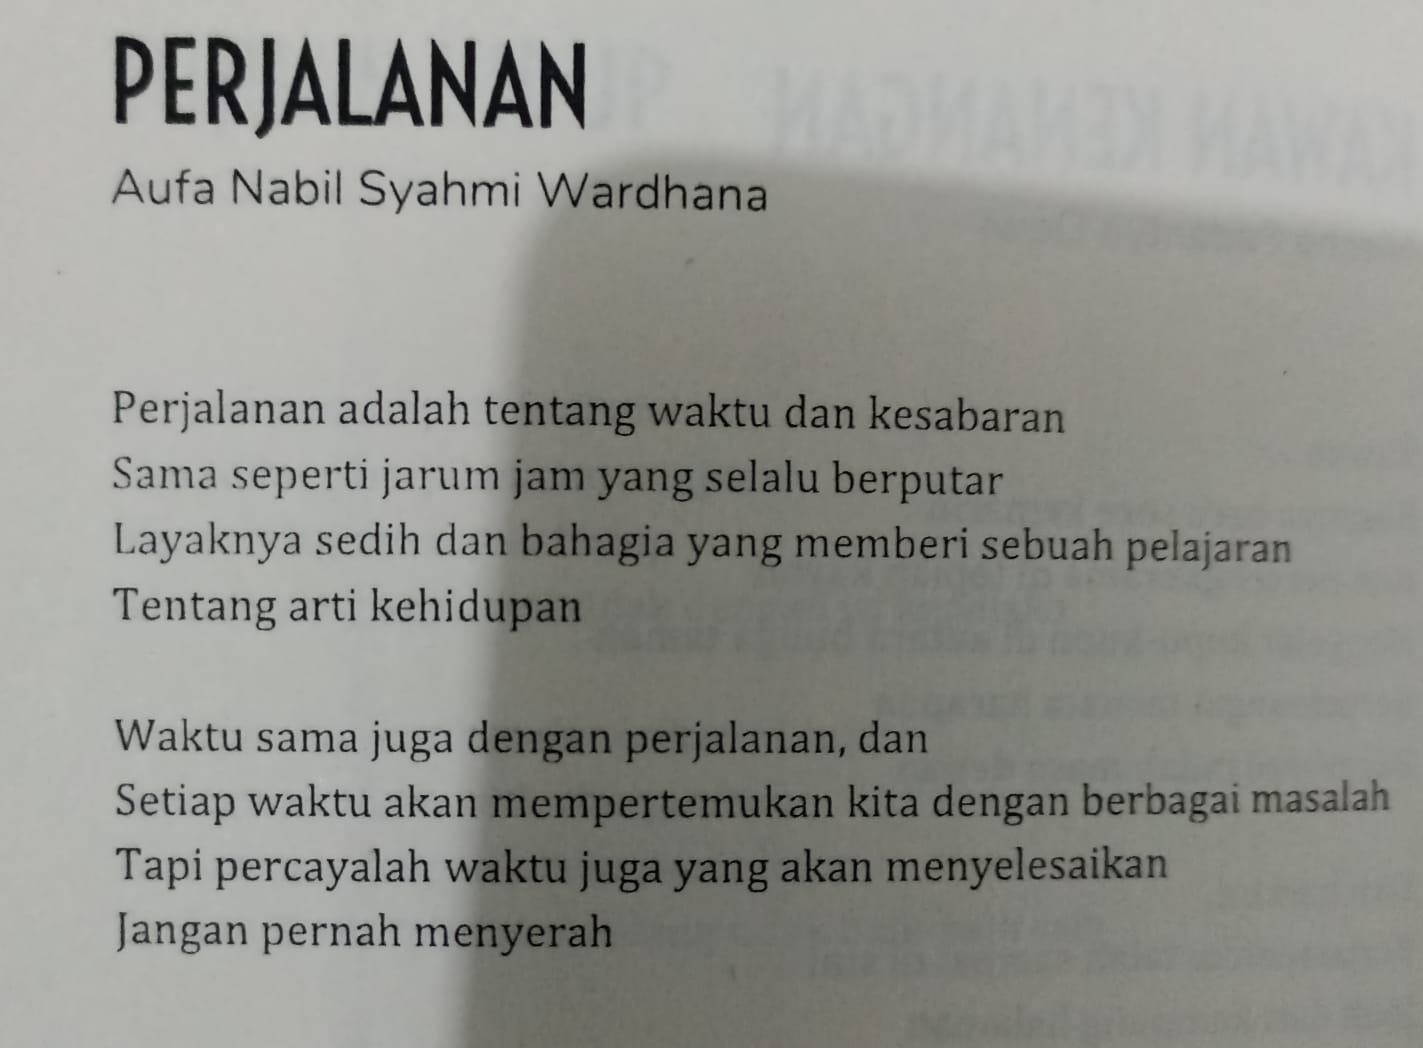 PERJALANAN
Aufa Nabil Syahmi Wardhana
Perjalanan adalah tentang waktu dan kesabaran
Sama seperti jarum jam yang selalu berputar
Layaknya sedih dan bahagia yang memberi sebuah pelajaran
Tentang arti kehidupan
Waktu sama juga dengan perjalanan, dan
Setiap waktu akan mempertemukan kita dengan berbagai masalah
Tapi percayalah waktu juga yang akan menyelesaikan
Jangan pernah menyerah